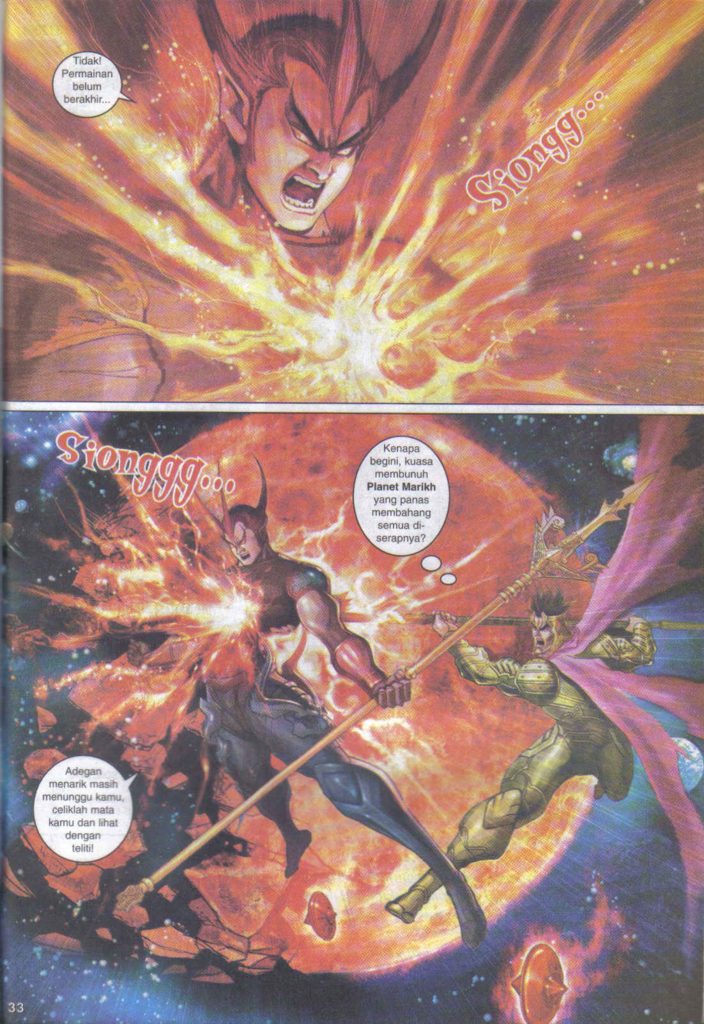 Tidak!
Permainan
belum
berakhir...
Siongg...
Sionggg...
Kenapa
begini, kuasa
membunuh
Planet Marikh
yang panas
membahang
semua di-
serapnya?
Adegan
menarik masih
menunggu kamu,
celiklah mata
kamu dan lihat
dengan
teliti!
33